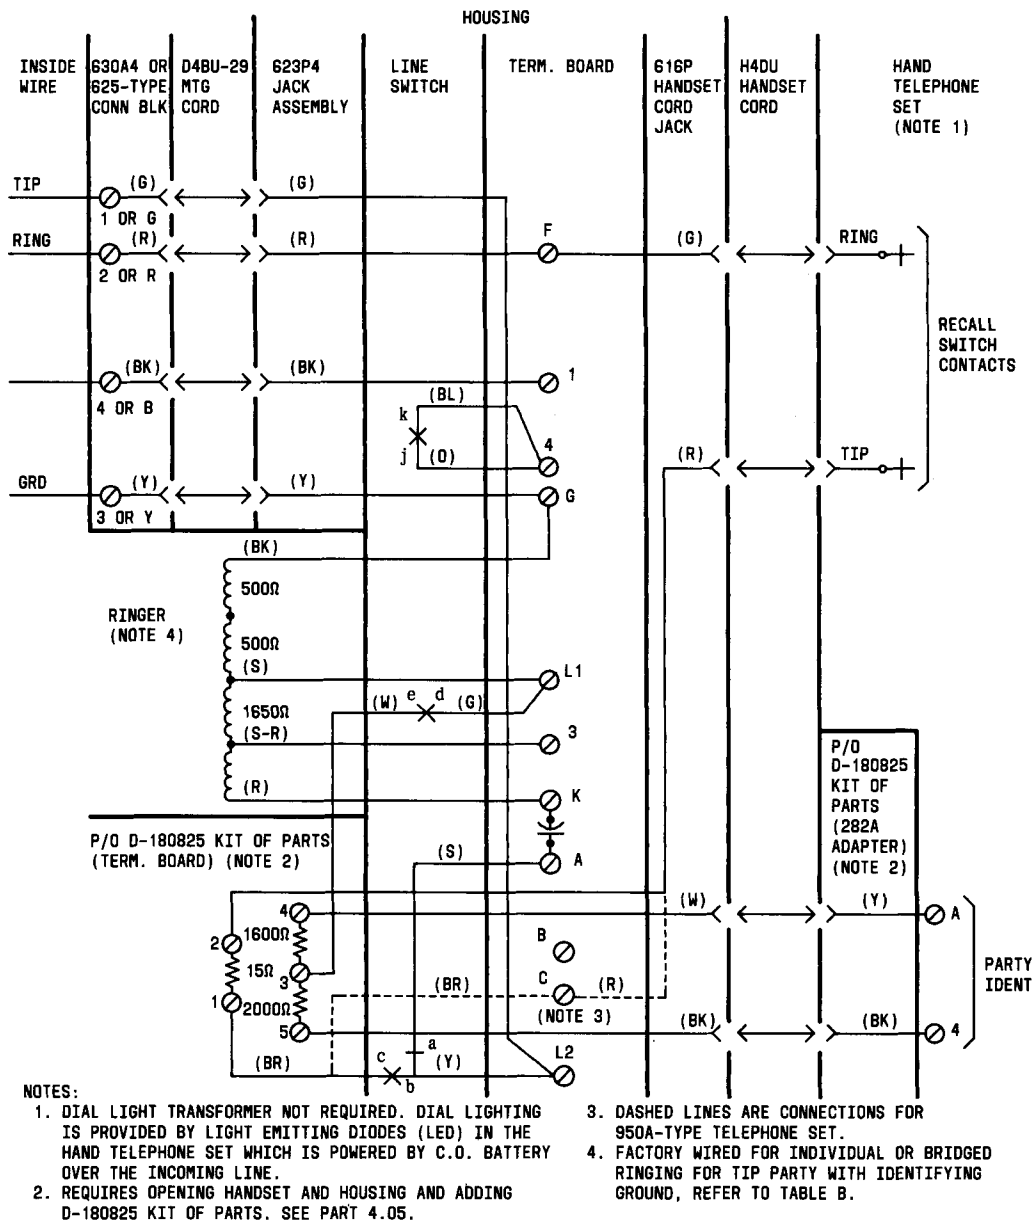 HOUSING
INSIDE WIRE
630A4 OR 625-TYPE CONN BLK
D4BU-29 MTG CORD
623P4 JACK ASSEMBLY
LINE SWITCH
TERM. BOARD
616P HANDSET CORD JACK
H4DU HANDSET CORD
HAND TELEPHONE SET (NOTE 1)
TIP
(G)
(G)
1 OR G
RING
(R)
(R)
F
(G)
RING
2 OR R
RECALL SWITCH CONTACTS
(BK)
(BK)
1
4 OR B
(BL)
k
j
(O)
4
(R)
TIP
GRD
(Y)
(Y)
G
3 OR Y
(BK)
500Ω
RINGER (NOTE 4)
500Ω
(S)
L1
(W)
e
d
(G)
1650Ω
(S-R)
3
(R)
K
P/O D-180825 KIT OF PARTS (282A ADAPTER) (NOTE 2)
P/O D-180825 KIT OF PARTS
(TERM. BOARD) (NOTE 2)
(S)
A
4
(W)
(Y)
A
1600Ω
2
B
15Ω
3
PARTY IDENT
(BR)
C
(R)
1
2000Ω
(NOTE 3)
5
(BK)
(BK)
4
a
(BR)
c
b
(Y)
L2
NOTES:
1. DIAL LIGHT TRANSFORMER NOT REQUIRED. DIAL LIGHTING
IS PROVIDED BY LIGHT EMITTING DIODES (LED) IN THE
HAND TELEPHONE SET WHICH IS POWERED BY C.O. BATTERY
OVER THE INCOMING LINE.
2. REQUIRES OPENING HANDSET AND HOUSING AND ADDING
D-180825 KIT OF PARTS. SEE PART 4.05.
3. DASHED LINES ARE CONNECTIONS FOR
950A-TYPE TELEPHONE SET.
4. FACTORY WIRED FOR INDIVIDUAL OR BRIDGED
RINGING FOR TIP PARTY WITH IDENTIFYING
GROUND, REFER TO TABLE B.